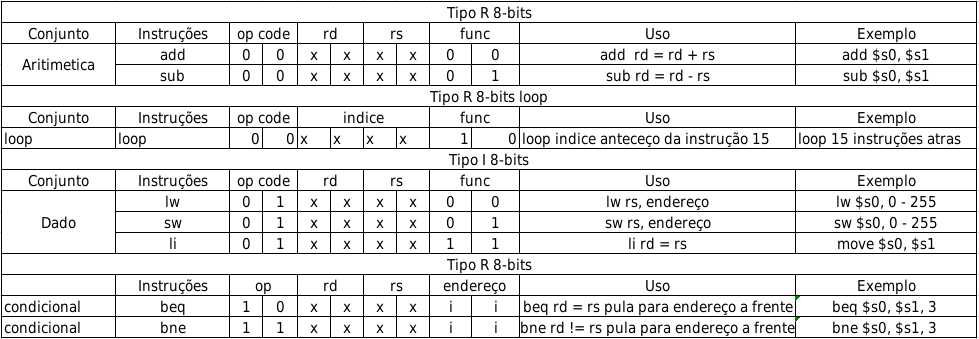 Tipo R 8-bits
Conjunto Instruções op code rd rs func Uso Exemplo
Aritimetica add 0 0 x x x x 0 0 add rd = rd + rs add $s0, $s1
sub 0 0 x x x x 0 1 sub rd = rd - rs sub $s0, $s1
Tipo R 8-bits loop
Conjunto Instruções op code indice func Uso Exemplo
loop loop 0 0 x x x x 1 0 loop indice anteceço da instrução 15 loop 15 instruções atras
Tipo I 8-bits
Conjunto Instruções op code rd rs func Uso Exemplo
Dado lw 0 1 x x x x 0 0 lw rs, endereço lw $s0, 0 - 255
sw 0 1 x x x x 0 1 sw rs, endereço sw $s0, 0 - 255
li 0 1 x x x x 1 1 li rd = rs move $s0, $s1
Tipo R 8-bits
Instruções op rd rs endereço Uso Exemplo
condicional beq 1 0 x x x x i i beq rd = rs pula para endereço a frente beq $s0, $s1, 3
condicional bne 1 1 x x x x i i bne rd != rs pula para endereço a frente bne $s0, $s1, 3